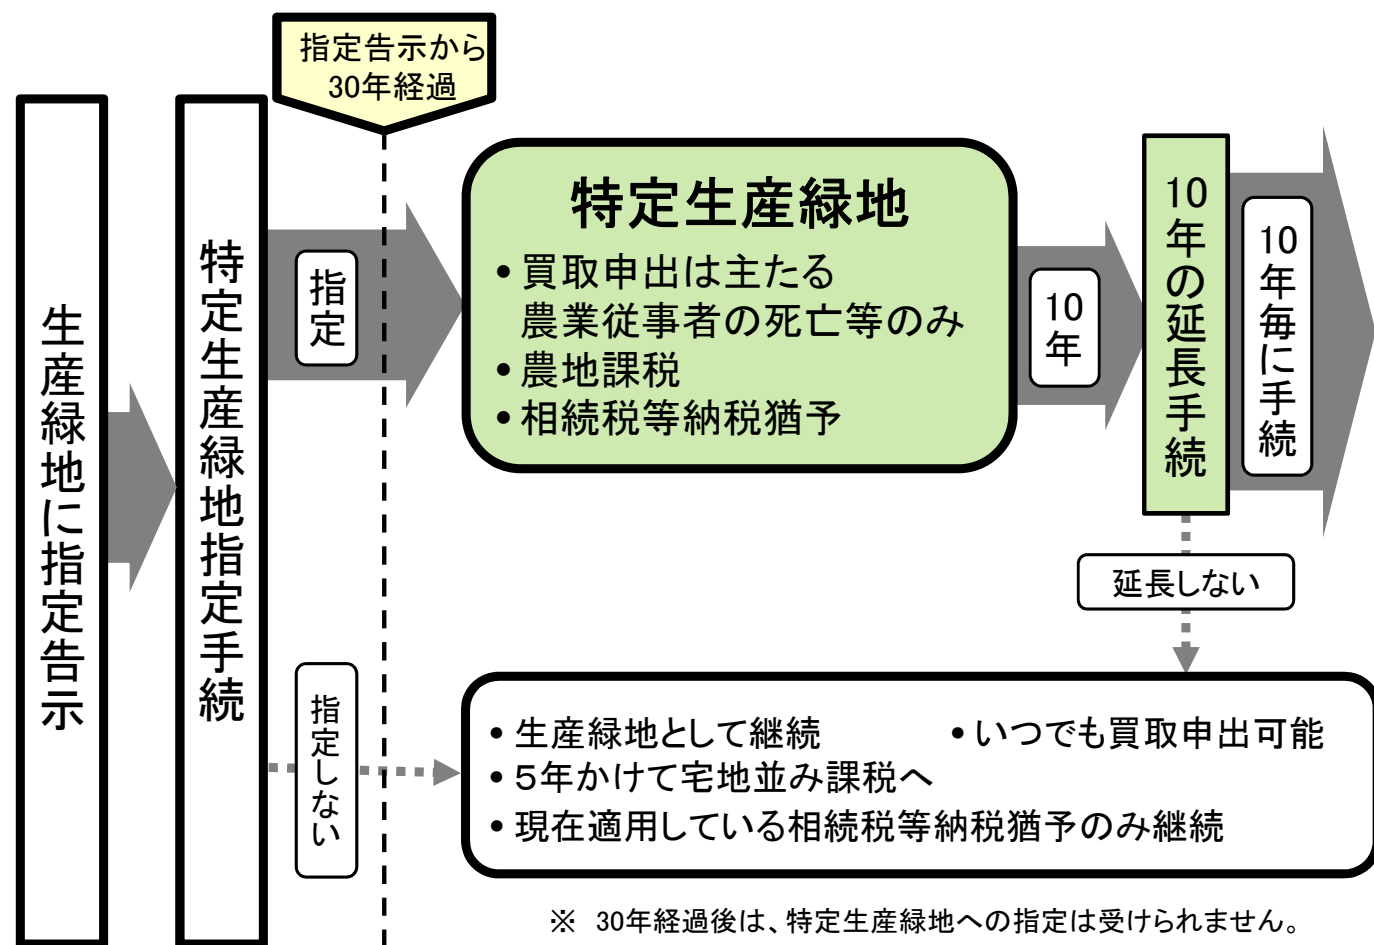 指定告示から
30年経過
生産緑地に指定告示
特定生産緑地指定手続
指定
特定生産緑地
• 買取申出は主たる
農業従事者の死亡等のみ
• 農地課税
• 相続税等納税猶予
10年
10年の延長手続
10年毎に手続
延長しない
指定しない
• 生産緑地として継続 • いつでも買取申出可能
• 5年かけて宅地並み課税へ
• 現在適用している相続税等納税猶予のみ継続
※ 30年経過後は、特定生産緑地への指定は受けられません。